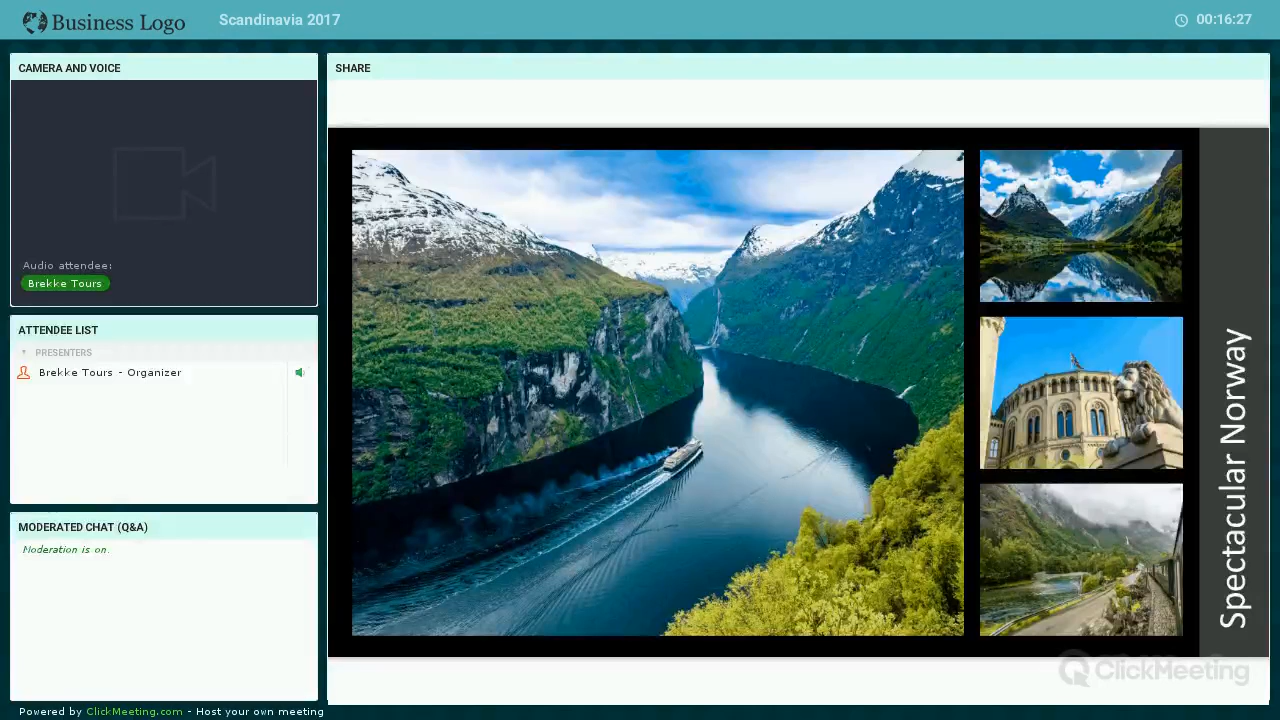 Business Logo
Scandinavia 2017
00:16:27
CAMERA AND VOICE
Audio attendee:
Brekke Tours
ATTENDEE LIST
PRESENTERS
Brekke Tours - Organizer
MODERATED CHAT (Q&A)
Moderation is on.
SHARE
Spectacular Norway
ClickMeeting
Powered by ClickMeeting.com - Host your own meeting